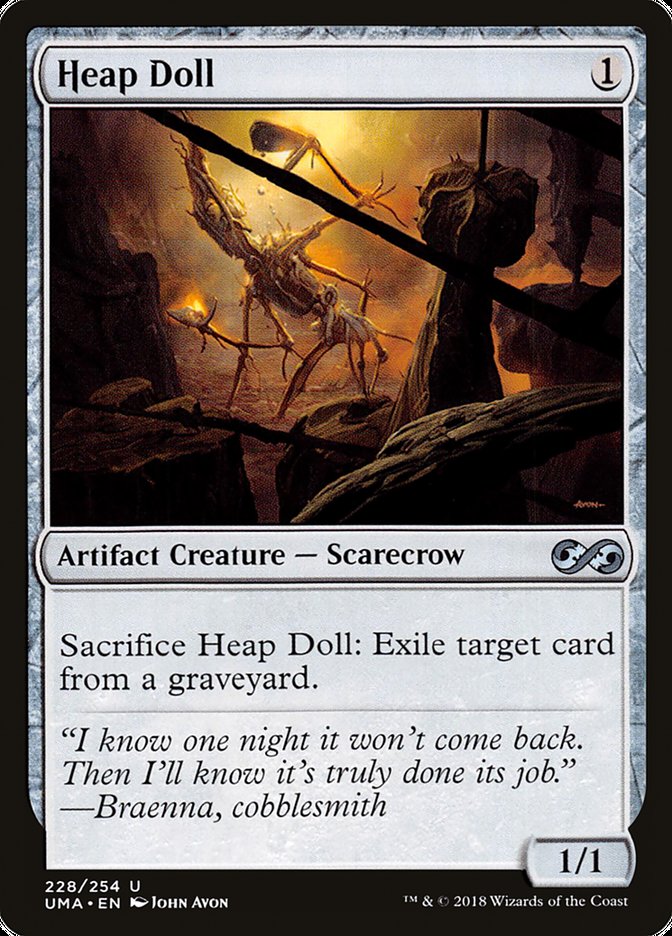 Heap Doll
1
AVON
Artifact Creature — Scarecrow
Sacrifice Heap Doll: Exile target card
from a graveyard.
“I know one night it won’t come back.
Then I’ll know it’s truly done its job.”
—Braenna, cobblesmith
1/1
228/254 U
UMA • EN John Avon
™ & © 2018 Wizards of the Coast